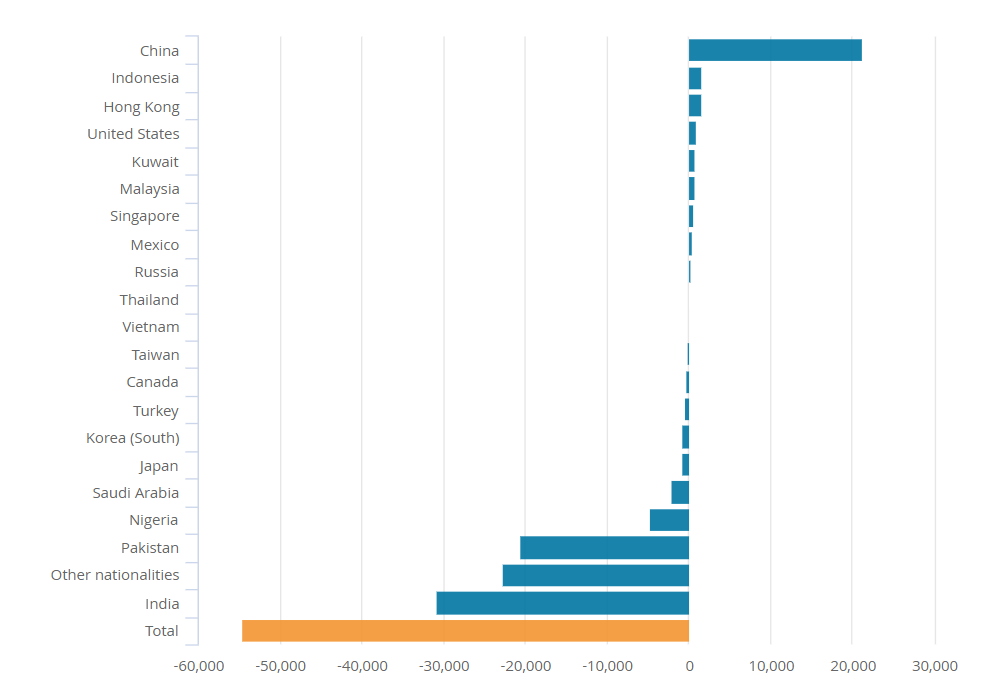 China
Indonesia
Hong Kong
United States
Kuwait
Malaysia
Singapore
Mexico
Russia
Thailand
Vietnam
Taiwan
Canada
Turkey
Korea (South)
Japan
Saudi Arabia
Nigeria
Pakistan
Other nationalities
India
Total
-60,000 -50,000 -40,000 -30,000 -20,000 -10,000 0 10,000 20,000 30,000